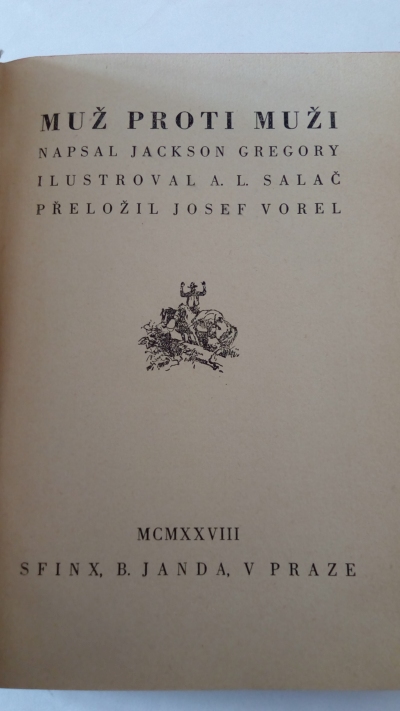 MUŽ PROTI MUŽI
NAPSAL JACKSON GREGORY
ILUSTROVAL A. L. SALAČ
PŘELOŽIL JOSEF VOREL
MCMXXVIII
SFINX, B. JANDA, V PRAZE